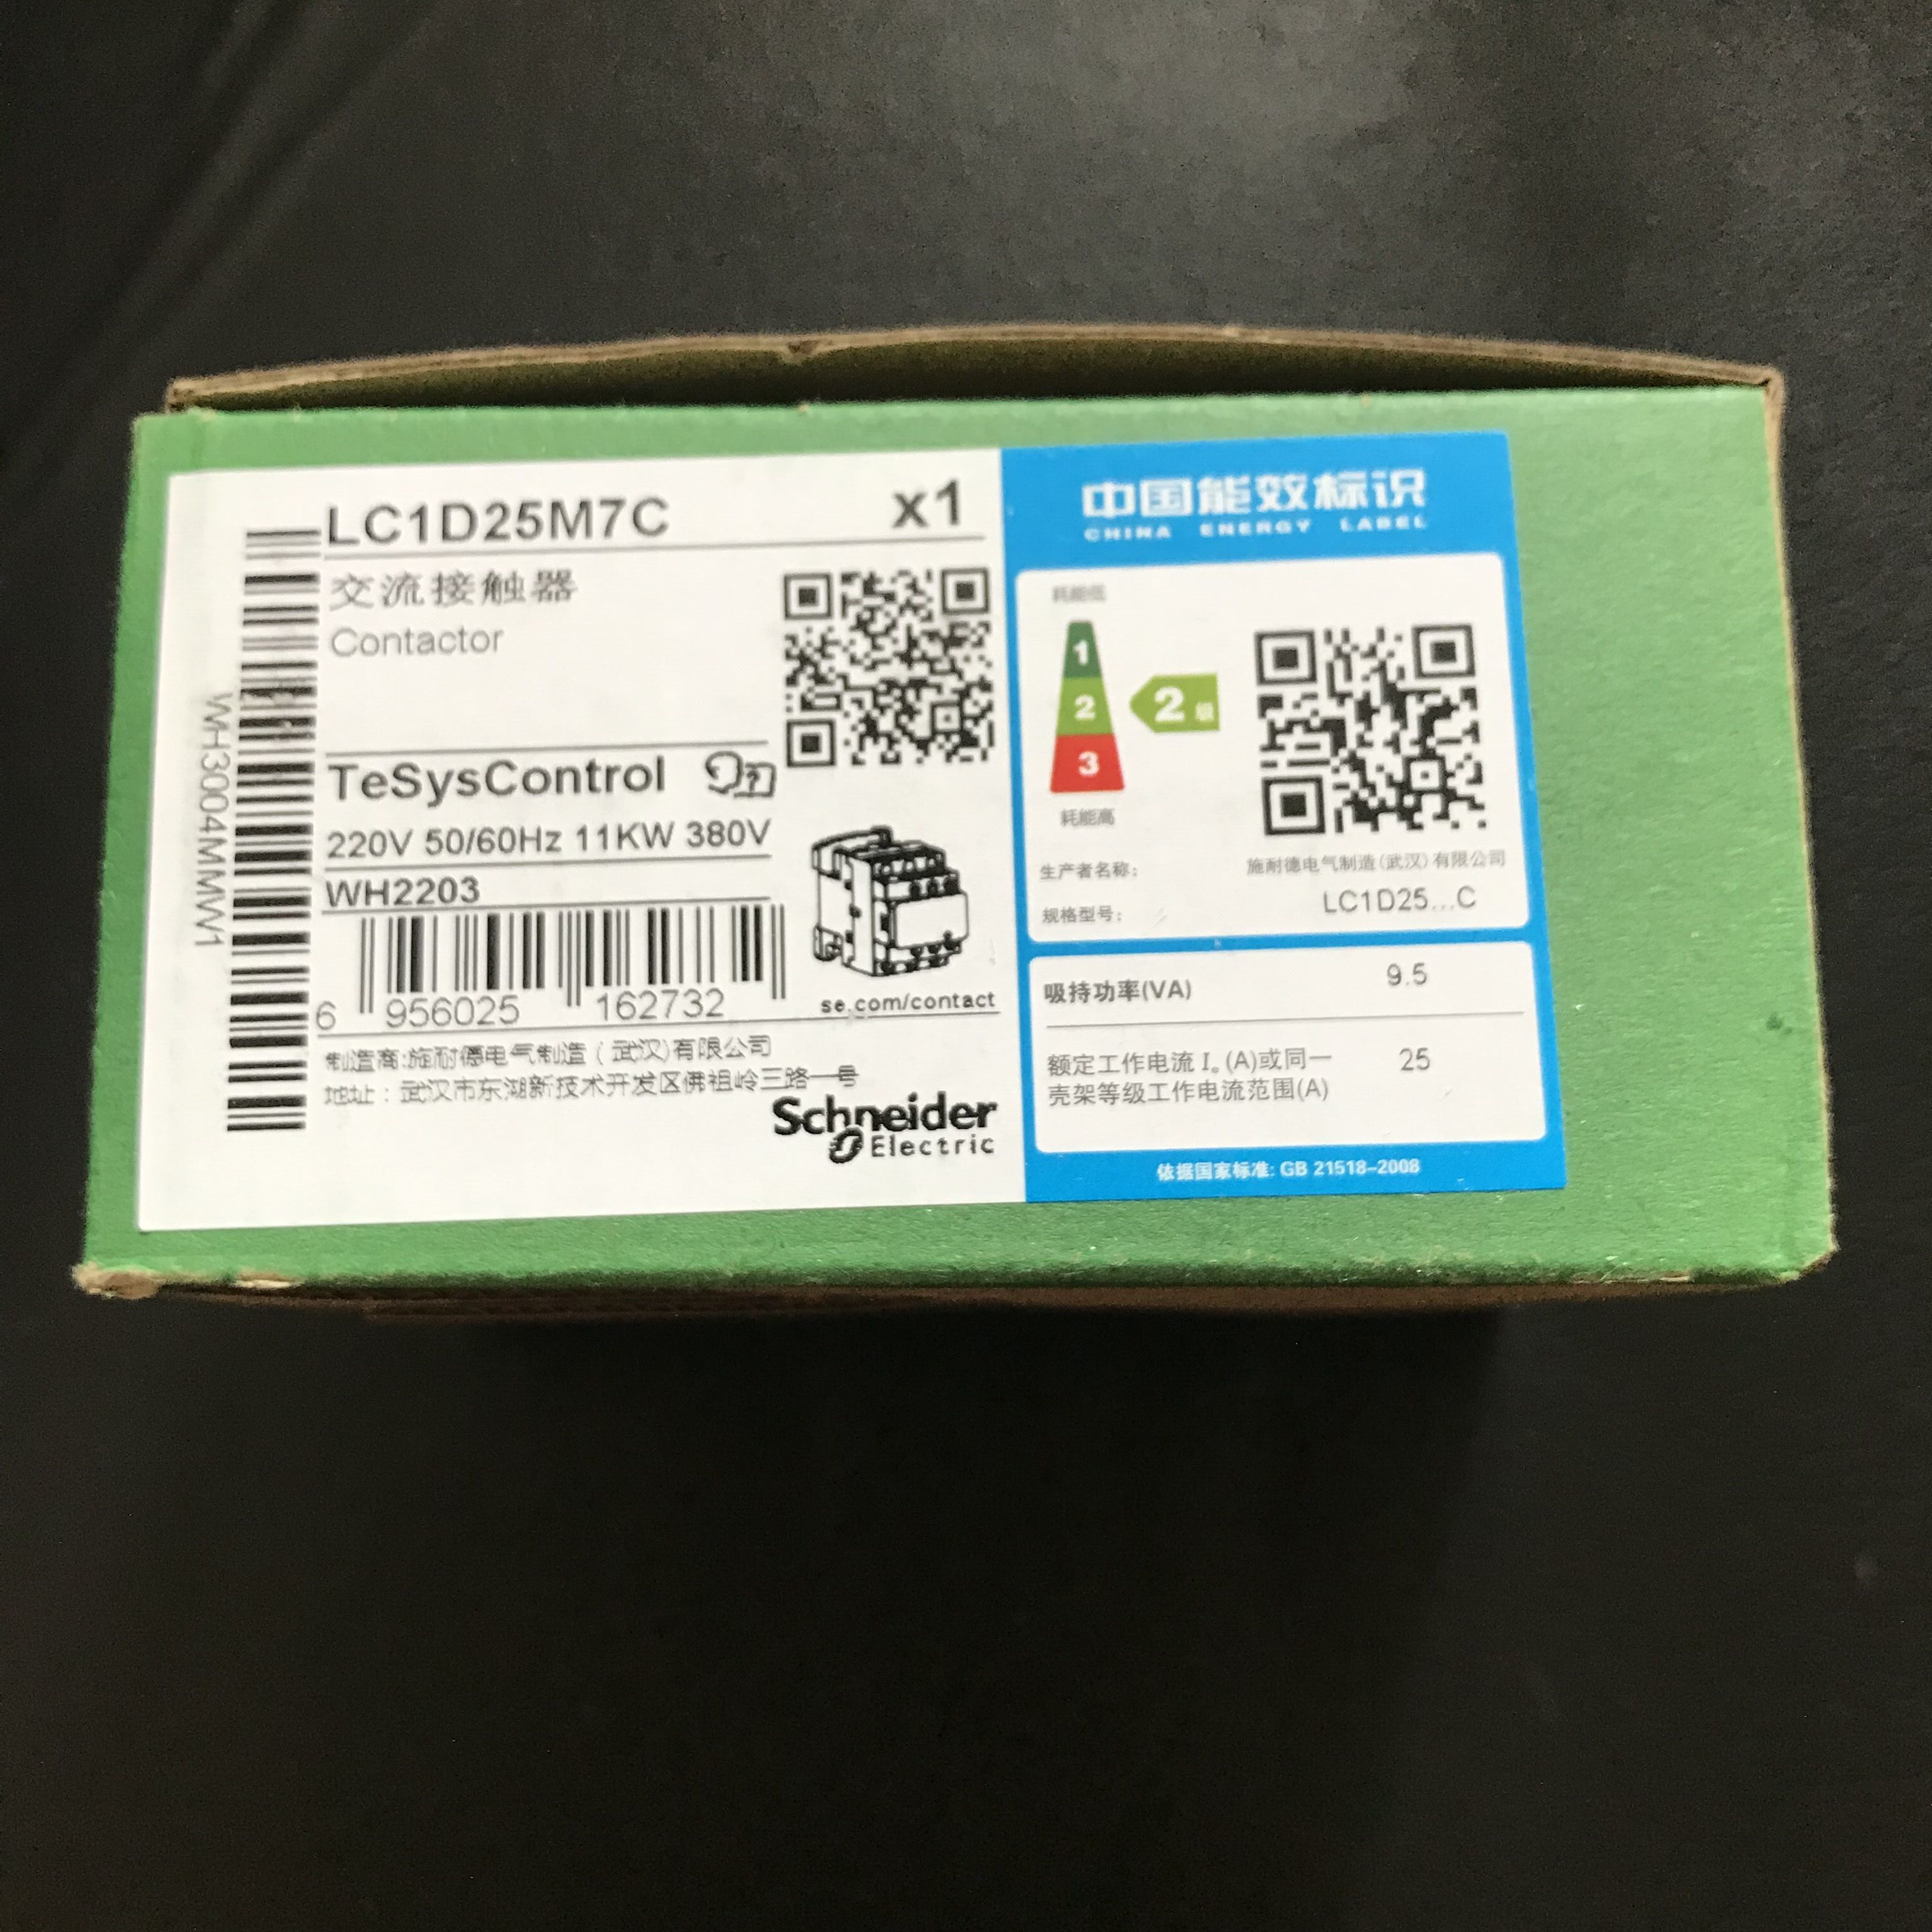 LC1D25M7C x1
交流接触器
Contactor
TeSysControl
220V 50/60Hz 11KW 380V
WH2203
6 956025 162732
se.com/contact
制造商:施耐德电气制造(武汉)有限公司
地址:武汉市东湖新技术开发区佛祖岭三路一号
Schneider
Electric
WH3004MMW1
中国能效标识
CHINA ENERGY LABEL
耗能低
1
2
3
2 级
耗能高
生产者名称: 施耐德电气制造(武汉)有限公司
规格型号: LC1D25...C
吸持功率(VA) 9.5
额定工作电流 Iₑ(A)或同一 25
壳架等级工作电流范围(A)
依据国家标准: GB 21518-2008